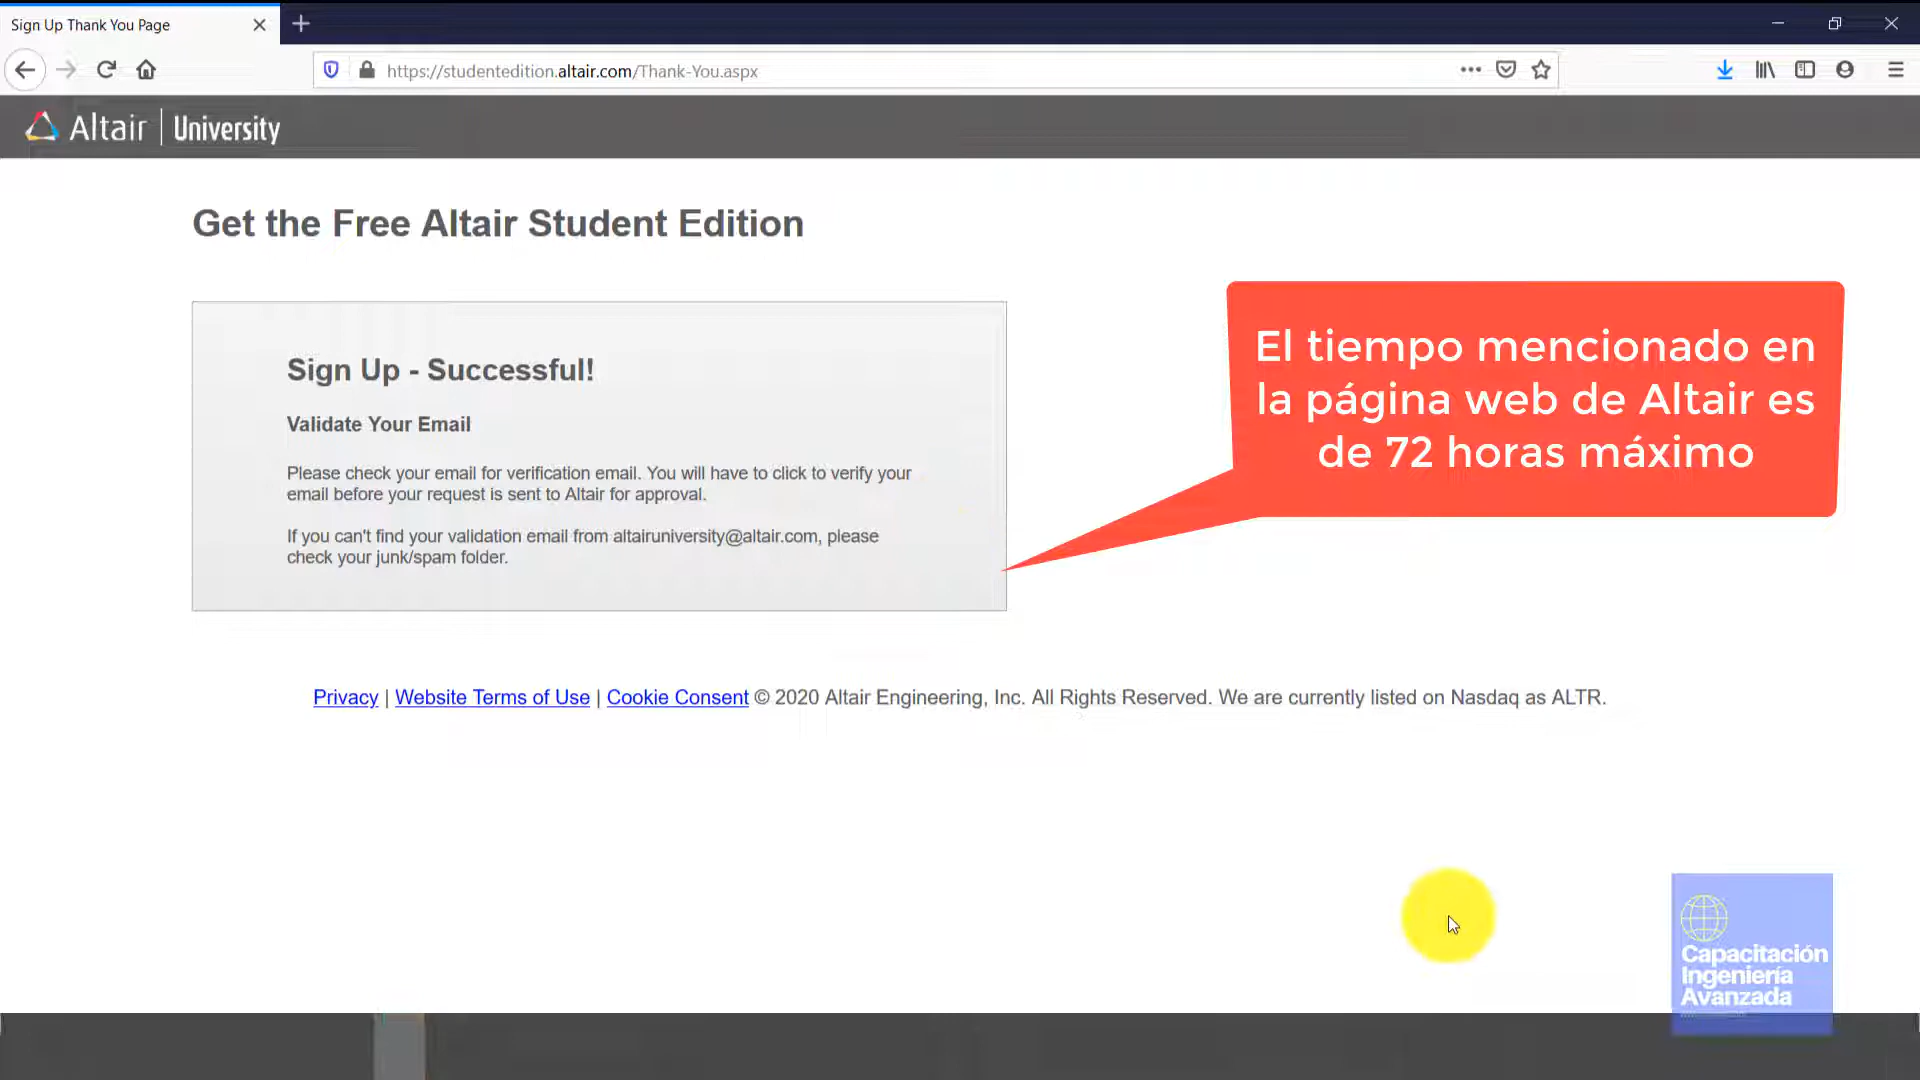 Sign Up Thank You Page
https://studentedition.altair.com/Thank-You.aspx
Altair | University
Get the Free Altair Student Edition
Sign Up - Successful!
Validate Your Email
Please check your email for verification email. You will have to click to verify your
email before your request is sent to Altair for approval.
If you can't find your validation email from altairuniversity@altair.com, please
check your junk/spam folder.
El tiempo mencionado en
la página web de Altair es
de 72 horas máximo
Privacy | Website Terms of Use | Cookie Consent © 2020 Altair Engineering, Inc. All Rights Reserved. We are currently listed on Nasdaq as ALTR.
Capacitación
Ingeniería
Avanzada